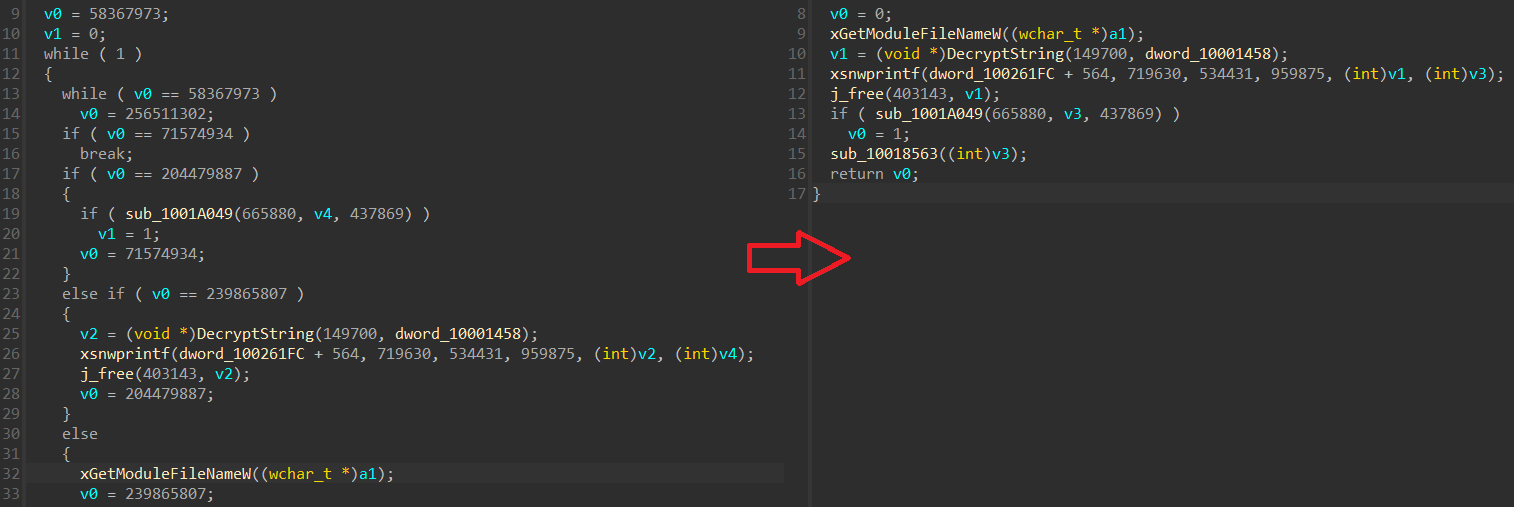 9 v0 = 58367973;
10 v1 = 0;
11 while ( 1 )
12 {
13 while ( v0 == 58367973 )
14 v0 = 256511302;
15 if ( v0 == 71574934 )
16 break;
17 if ( v0 == 204479887 )
18 {
19 if ( sub_1001A049(665880, v4, 437869) )
20 v1 = 1;
21 v0 = 71574934;
22 }
23 else if ( v0 == 239865807 )
24 {
25 v2 = (void *)DecryptString(149700, dword_10001458);
26 xsnwprintf(dword_100261FC + 564, 719630, 534431, 959875, (int)v2, (int)v4);
27 j_free(403143, v2);
28 v0 = 204479887;
29 }
30 else
31 {
32 xGetModuleFileNameW((wchar_t *)a1);
33 v0 = 239865807;
8 v0 = 0;
9 xGetModuleFileNameW((wchar_t *)a1);
10 v1 = (void *)DecryptString(149700, dword_10001458);
11 xsnwprintf(dword_100261FC + 564, 719630, 534431, 959875, (int)v1, (int)v3);
12 j_free(403143, v1);
13 if ( sub_1001A049(665880, v3, 437869) )
14 v0 = 1;
15 sub_10018563((int)v3);
16 return v0;
17 }